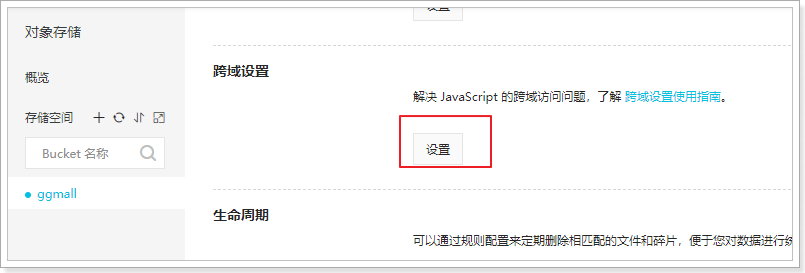 设置
对象存储
跨域设置
概览
解决 JavaScript 的跨域访问问题，了解 跨域设置使用指南。
存储空间
Bucket 名称
设置
ggmall
生命周期
可以通过规则配置来定期删除相匹配的文件和碎片，便于您对数据进行